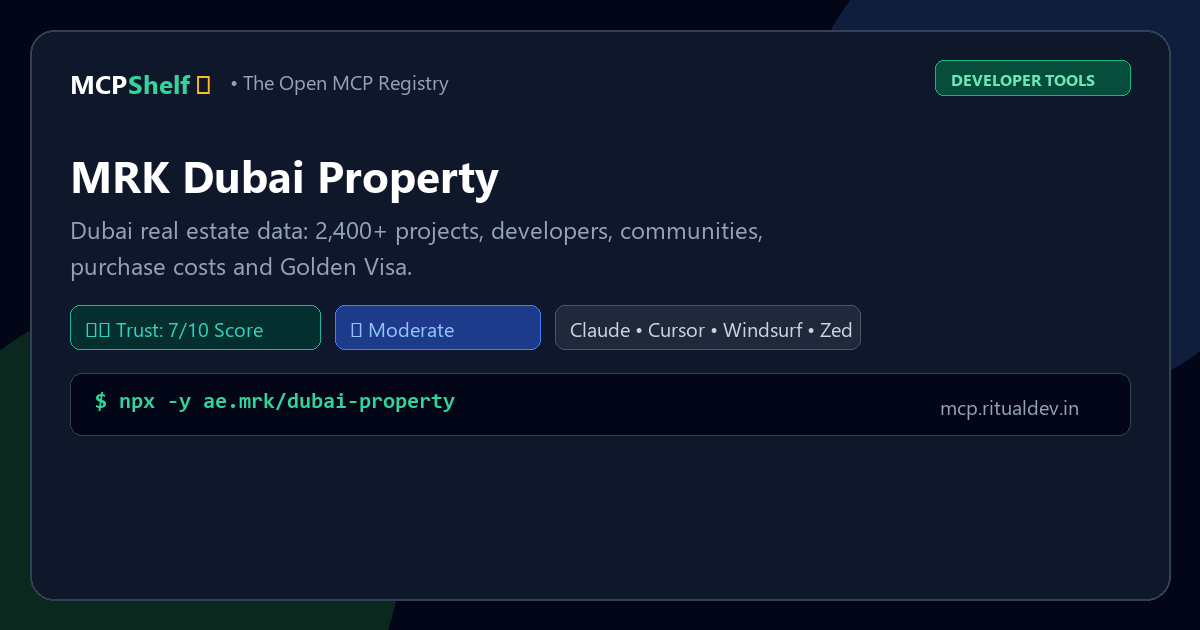 MCPShelf • The Open MCP Registry
DEVELOPER TOOLS
MRK Dubai Property
Dubai real estate data: 2,400+ projects, developers, communities,
purchase costs and Golden Visa.
Trust: 7/10 Score
Moderate
Claude • Cursor • Windsurf • Zed
$ npx -y ae.mrk/dubai-property
mcp.ritualdev.in